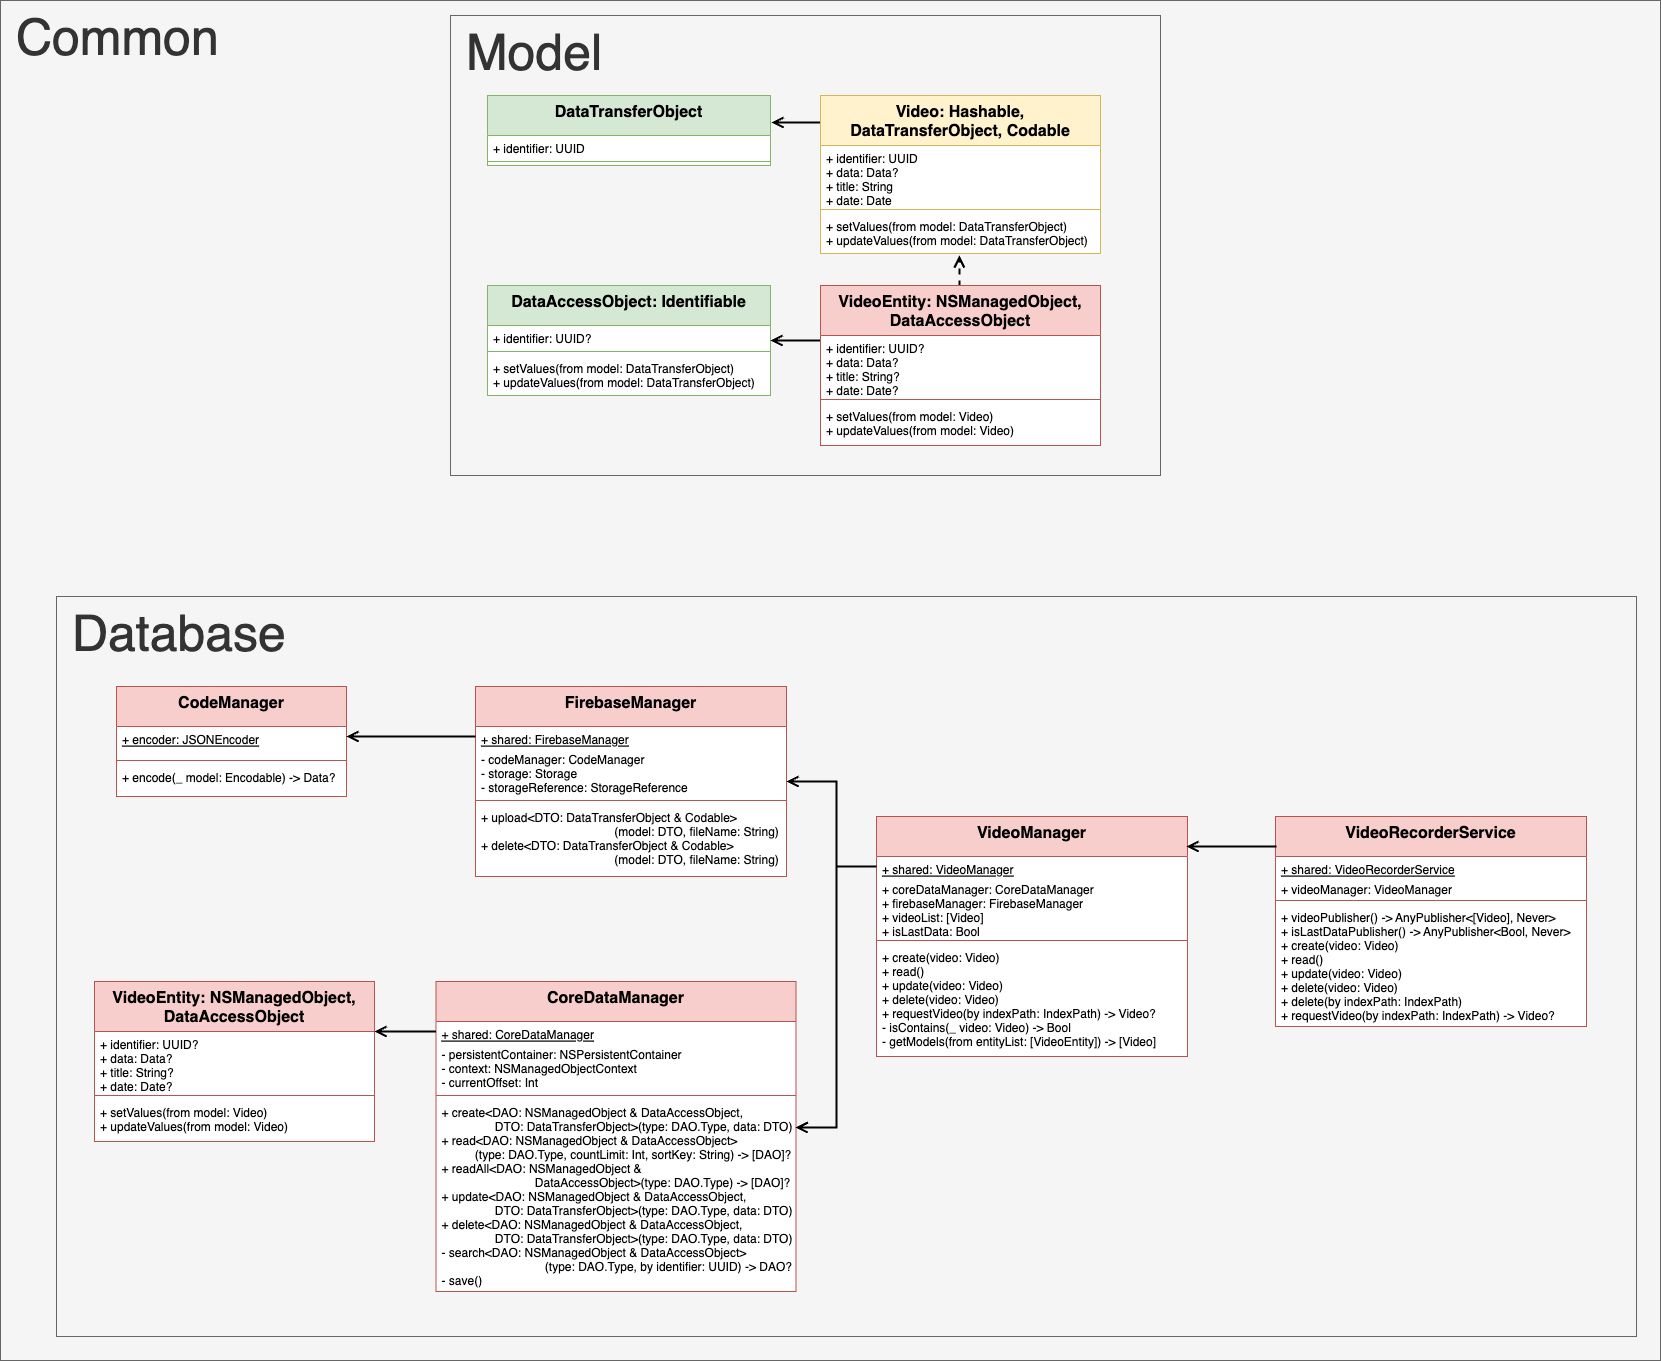 Common
Model
DataTransferObject
+ identifier: UUID
Video: Hashable,
DataTransferObject, Codable
+ identifier: UUID
+ data: Data?
+ title: String
+ date: Date
+ setValues(from model: DataTransferObject)
+ updateValues(from model: DataTransferObject)
DataAccessObject: Identifiable
+ identifier: UUID?
+ setValues(from model: DataTransferObject)
+ updateValues(from model: DataTransferObject)
VideoEntity: NSManagedObject,
DataAccessObject
+ identifier: UUID?
+ data: Data?
+ title: String?
+ date: Date?
+ setValues(from model: Video)
+ updateValues(from model: Video)
Database
CodeManager
+ encoder: JSONEncoder
+ encode(_ model: Encodable) -> Data?
FirebaseManager
+ shared: FirebaseManager
- codeManager: CodeManager
- storage: Storage
- storageReference: StorageReference
+ upload<DTO: DataTransferObject & Codable>
(model: DTO, fileName: String)
+ delete<DTO: DataTransferObject & Codable>
(model: DTO, fileName: String)
VideoManager
+ shared: VideoManager
+ coreDataManager: CoreDataManager
+ firebaseManager: FirebaseManager
+ videoList: [Video]
+ isLastData: Bool
+ create(video: Video)
+ read()
+ update(video: Video)
+ delete(video: Video)
+ requestVideo(by indexPath: IndexPath) -> Video?
- isContains(_ video: Video) -> Bool
- getModels(from entityList: [VideoEntity]) -> [Video]
VideoRecorderService
+ shared: VideoRecorderService
+ videoManager: VideoManager
+ videoPublisher() -> AnyPublisher<[Video], Never>
+ isLastDataPublisher() -> AnyPublisher<Bool, Never>
+ create(video: Video)
+ read()
+ update(video: Video)
+ delete(video: Video)
+ delete(by indexPath: IndexPath)
+ requestVideo(by indexPath: IndexPath) -> Video?
VideoEntity: NSManagedObject,
DataAccessObject
+ identifier: UUID?
+ data: Data?
+ title: String?
+ date: Date?
+ setValues(from model: Video)
+ updateValues(from model: Video)
CoreDataManager
+ shared: CoreDataManager
- persistentContainer: NSPersistentContainer
- context: NSManagedObjectContext
- currentOffset: Int
+ create<DAO: NSManagedObject & DataAccessObject,
DTO: DataTransferObject>(type: DAO.Type, data: DTO)
+ read<DAO: NSManagedObject & DataAccessObject>
(type: DAO.Type, countLimit: Int, sortKey: String) -> [DAO]?
+ readAll<DAO: NSManagedObject &
DataAccessObject>(type: DAO.Type) -> [DAO]?
+ update<DAO: NSManagedObject & DataAccessObject,
DTO: DataTransferObject>(type: DAO.Type, data: DTO)
+ delete<DAO: NSManagedObject & DataAccessObject,
DTO: DataTransferObject>(type: DAO.Type, data: DTO)
- search<DAO: NSManagedObject & DataAccessObject>
(type: DAO.Type, by identifier: UUID) -> DAO?
- save()